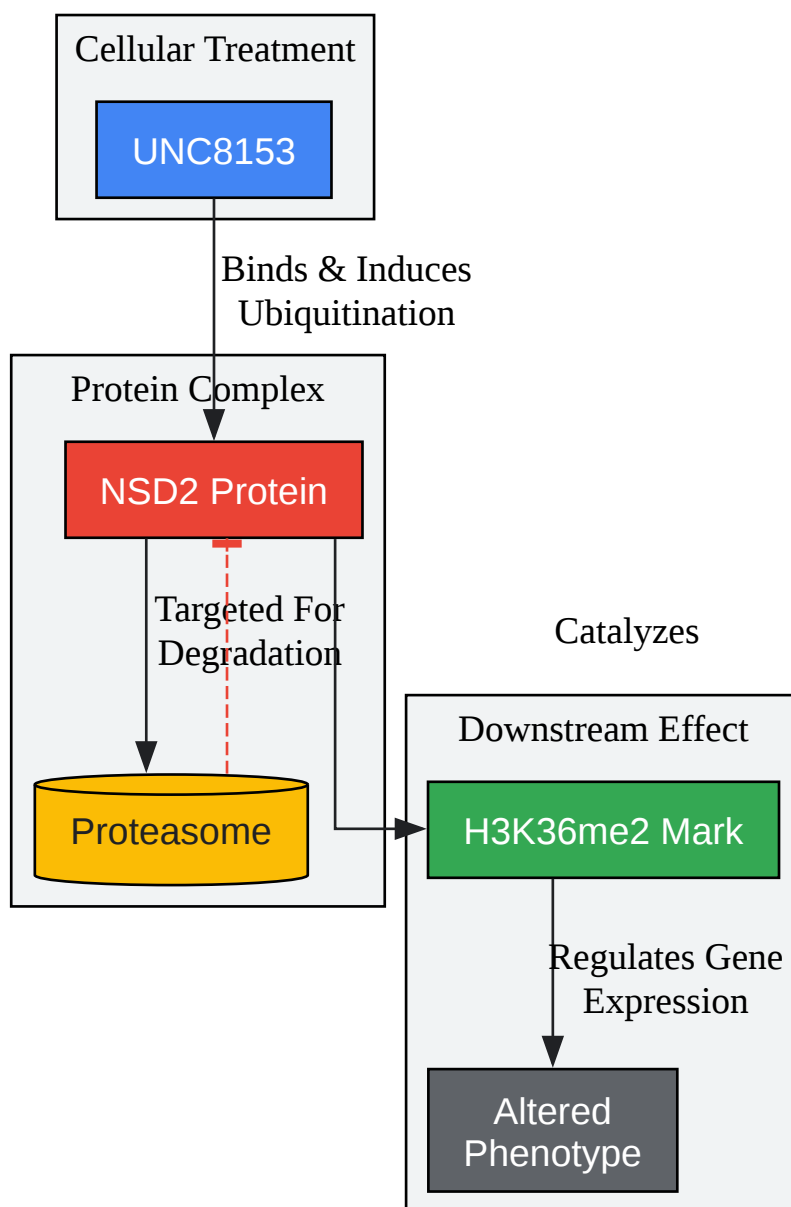 Cellular Treatment
UNC8153
Binds & Induces
Ubiquitination
Protein Complex
NSD2 Protein
Targeted For
Degradation
Catalyzes
Downstream Effect
Proteasome
H3K36me2 Mark
Regulates Gene
Expression
Altered
Phenotype